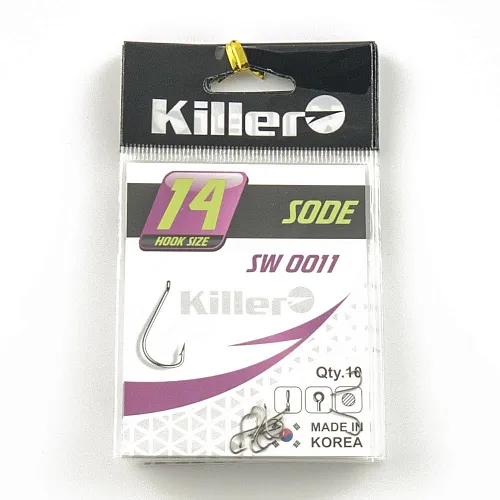 Killer
14
HOOK SIZE
SODE
SW 0011
Killer
Qty.10
MADE IN
KOREA